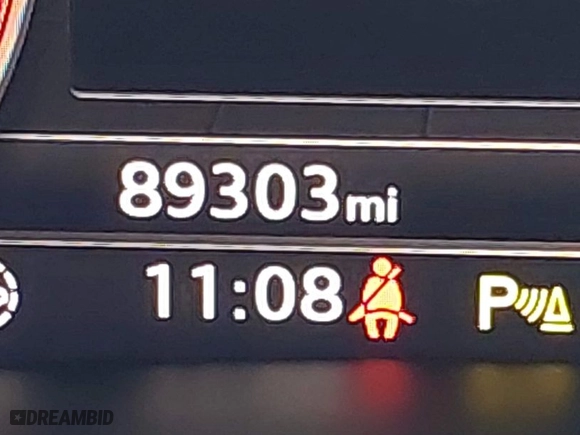 89303mi
11:08
P
DREAMBID